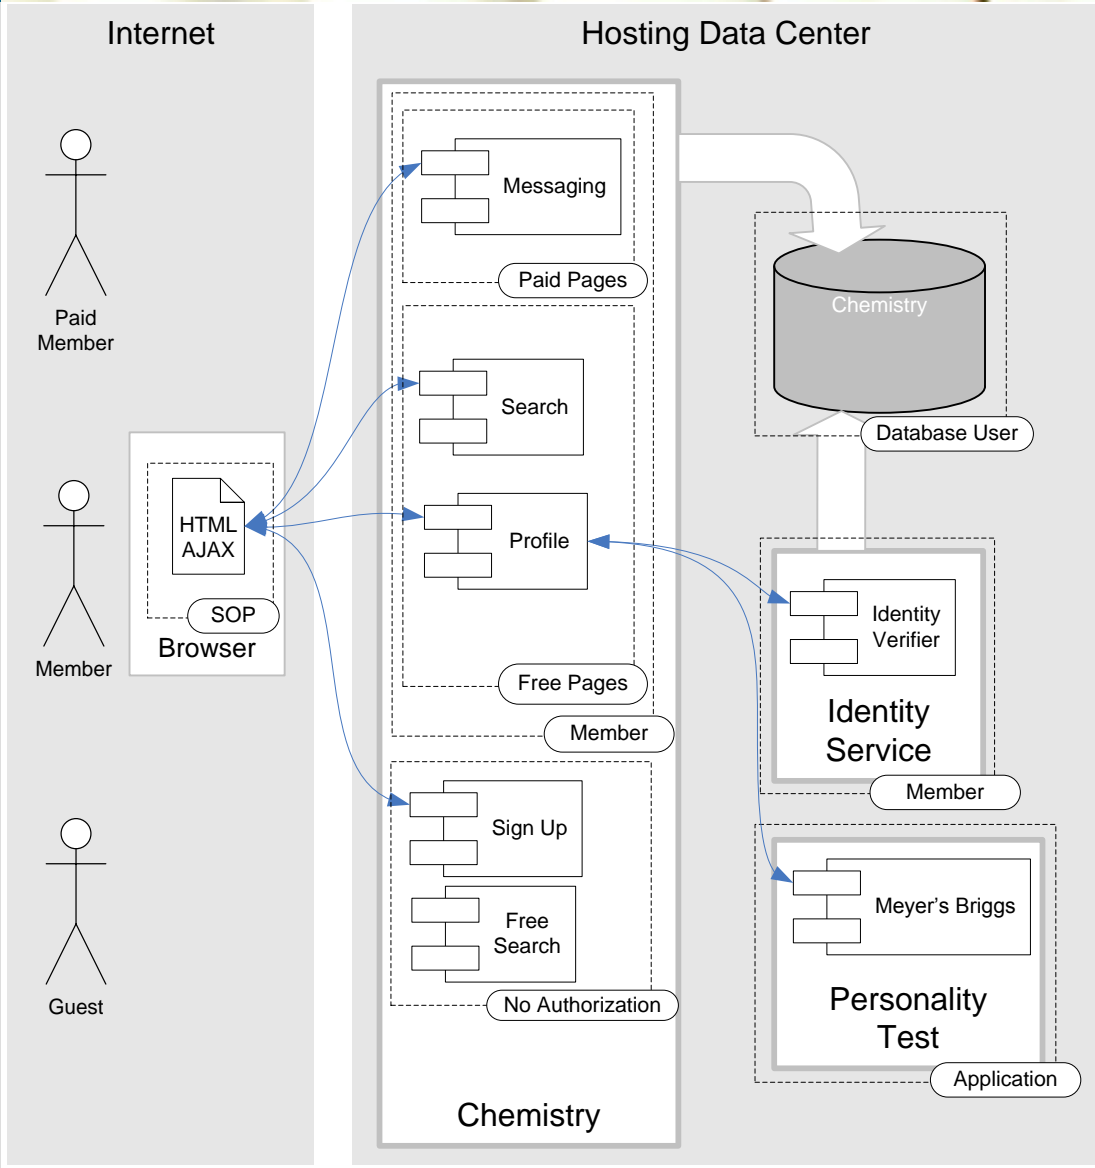 Internet
Hosting Data Center
Paid
Member
Member
Guest
HTML
AJAX
SOP
Browser
Messaging
Paid Pages
Search
Profile
Free Pages
Member
Sign Up
Free
Search
No Authorization
Chemistry
Chemistry
Database User
Identity
Verifier
Identity
Service
Member
Meyer's Briggs
Personality
Test
Application